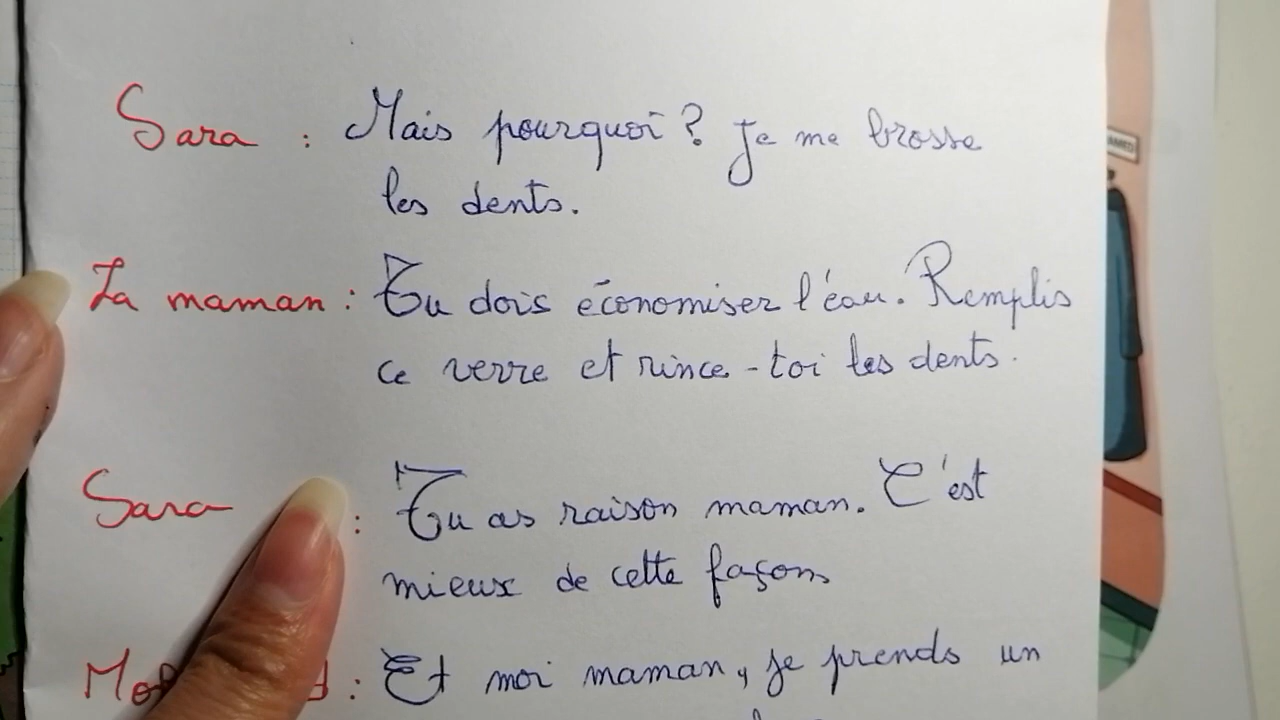 Sara : Mais pourquoi ? Je me brosse
les dents.
La maman : Tu dois économiser l'eau. Remplis
ce verre et rince-toi les dents.
Sara : Tu as raison maman. C'est
mieux de cette façon
: Et moi maman, je prends un